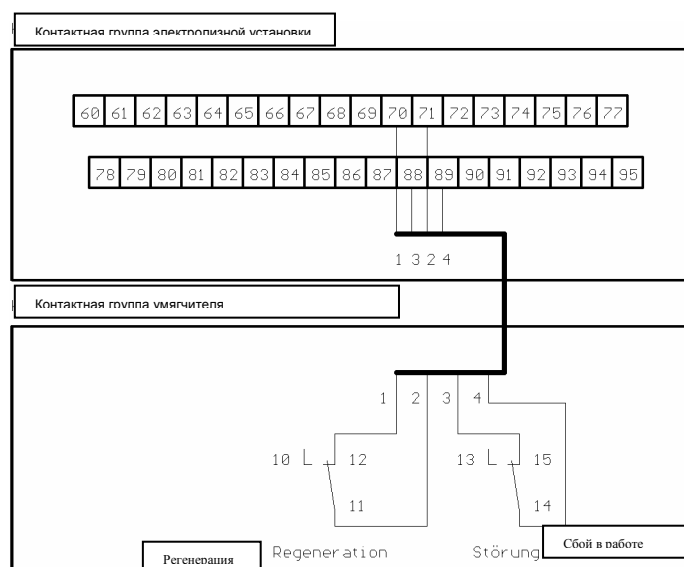 Контактная группа электролизной установки
60 61 62 63 64 65 66 67 68 69 70 71 72 73 74 75 76 77
78 79 80 81 82 83 84 85 86 87 88 89 90 91 92 93 94 95
1 3 2 4
Контактная группа умягчителя
1 2 3 4
10 12 13 15
11 14
Регенерация Regeneration Störung Сбой в работе